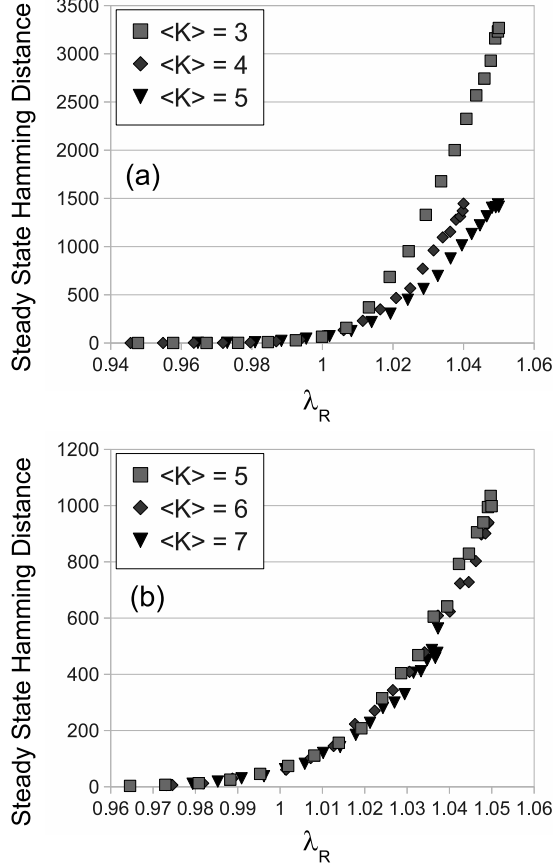 3500
<K> = 3
3000
<K> = 4
2500
<K> = 5
2000
(a)
1500
1000
500
0
0.94 0.96 0.98 1 1.02 1.04 1.06
Steady State Hamming Distance
λR
1200
<K> = 5
1000
<K> = 6
<K> = 7
800
(b)
600
400
200
0
0.96 0.97 0.98 0.99 1 1.01 1.02 1.03 1.04 1.05 1.06
Steady State Hamming Distance
λR